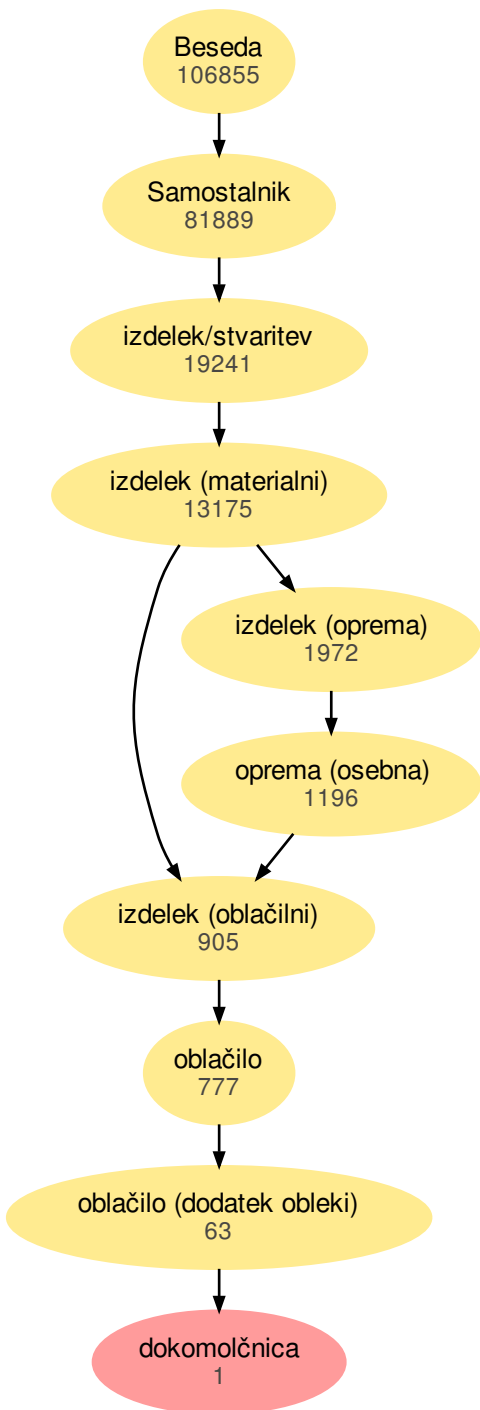 Beseda
106855
Samostalnik
81889
izdelek/stvaritev
19241
izdelek (materialni)
13175
izdelek (oprema)
1972
oprema (osebna)
1196
izdelek (oblačilni)
905
oblačilo
777
oblačilo (dodatek obleki)
63
dokomolčnica
1